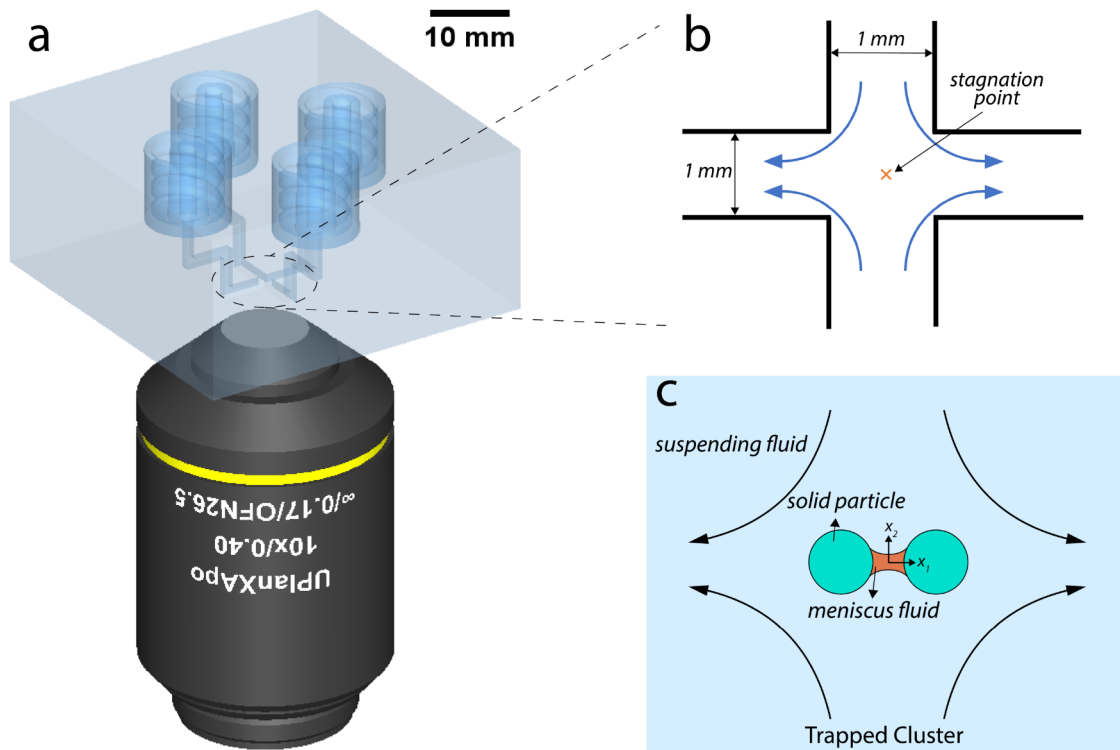 a
10 mm
∞/0.17/OFN26.5
10x/0.40
UPlanXApo
b
1 mm
stagnation
point
1 mm
c
suspending fluid
solid particle
x₂
x₁
meniscus fluid
Trapped Cluster